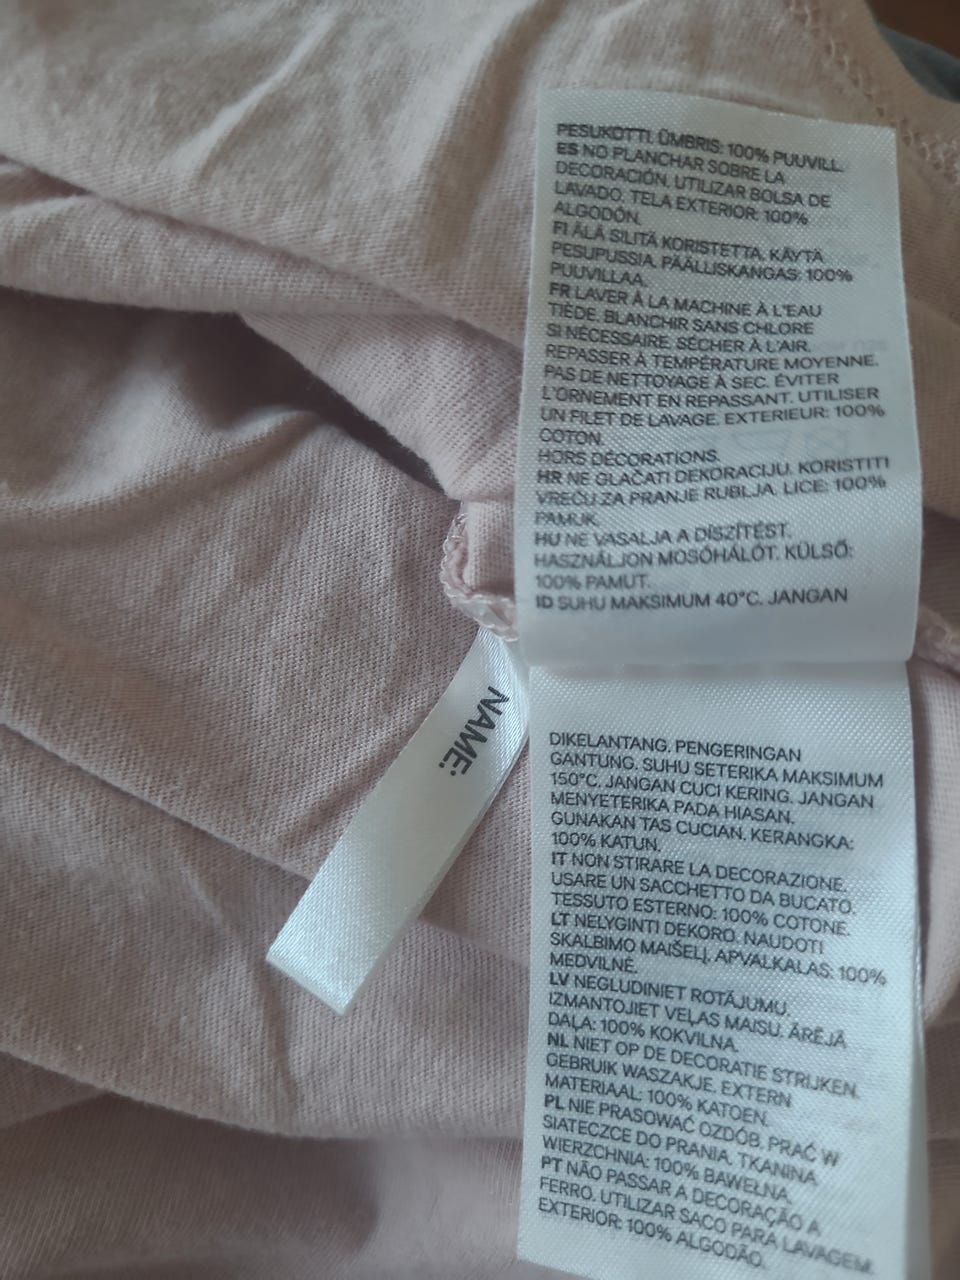 PESUKOTTI. ÜMBRIS: 100% PUUVILL.
ES NO PLANCHAR SOBRE LA
DECORACIÓN. UTILIZAR BOLSA DE
LAVADO. TELA EXTERIOR: 100%
ALGODÓN.
FI ÄLÄ SILITÄ KORISTETTA. KÄYTÄ
PESUPUSSIA. PÄÄLLISKANGAS: 100%
PUUVILLAA.
FR LAVER À LA MACHINE À L'EAU
TIÈDE. BLANCHIR SANS CHLORE
SI NÉCESSAIRE. SÉCHER À L'AIR.
REPASSER À TEMPÉRATURE MOYENNE.
PAS DE NETTOYAGE À SEC. ÉVITER
L'ORNEMENT EN REPASSANT. UTILISER
UN FILET DE LAVAGE. EXTERIEUR: 100%
COTON.
HORS DÉCORATIONS.
HR NE GLAČATI DEKORACIJU. KORISTITI
VREĆU ZA PRANJE RUBLJA. LICE: 100%
PAMUK.
HU NE VASALJA A DÍSZÍTÉST.
HASZNÁLJON MOSÓHÁLÓT. KÜLSŐ:
100% PAMUT.
ID SUHU MAKSIMUM 40°C. JANGAN
NAME:
DIKELANTANG. PENGERINGAN
GANTUNG. SUHU SETERIKA MAKSIMUM
150°C. JANGAN CUCI KERING. JANGAN
MENYETERIKA PADA HIASAN.
GUNAKAN TAS CUCIAN. KERANGKA:
100% KATUN.
IT NON STIRARE LA DECORAZIONE.
USARE UN SACCHETTO DA BUCATO.
TESSUTO ESTERNO: 100% COTONE.
LT NELYGINTI DEKORO. NAUDOTI
SKALBIMO MAIŠELĮ. APVALKALAS: 100%
MEDVILNĖ.
LV NEGLUDINIET ROTĀJUMU.
IZMANTOJIET VEĻAS MAISU. ĀRĒJĀ
DAĻA: 100% KOKVILNA.
NL NIET OP DE DECORATIE STRIJKEN.
GEBRUIK WASZAKJE. EXTERN
MATERIAAL: 100% KATOEN.
PL NIE PRASOWAĆ OZDÓB. PRAĆ W
SIATECZCE DO PRANIA. TKANINA
WIERZCHNIA: 100% BAWEŁNA.
PT NÃO PASSAR A DECORAÇÃO A
FERRO. UTILIZAR SACO PARA LAVAGEM.
EXTERIOR: 100% ALGODÃO.